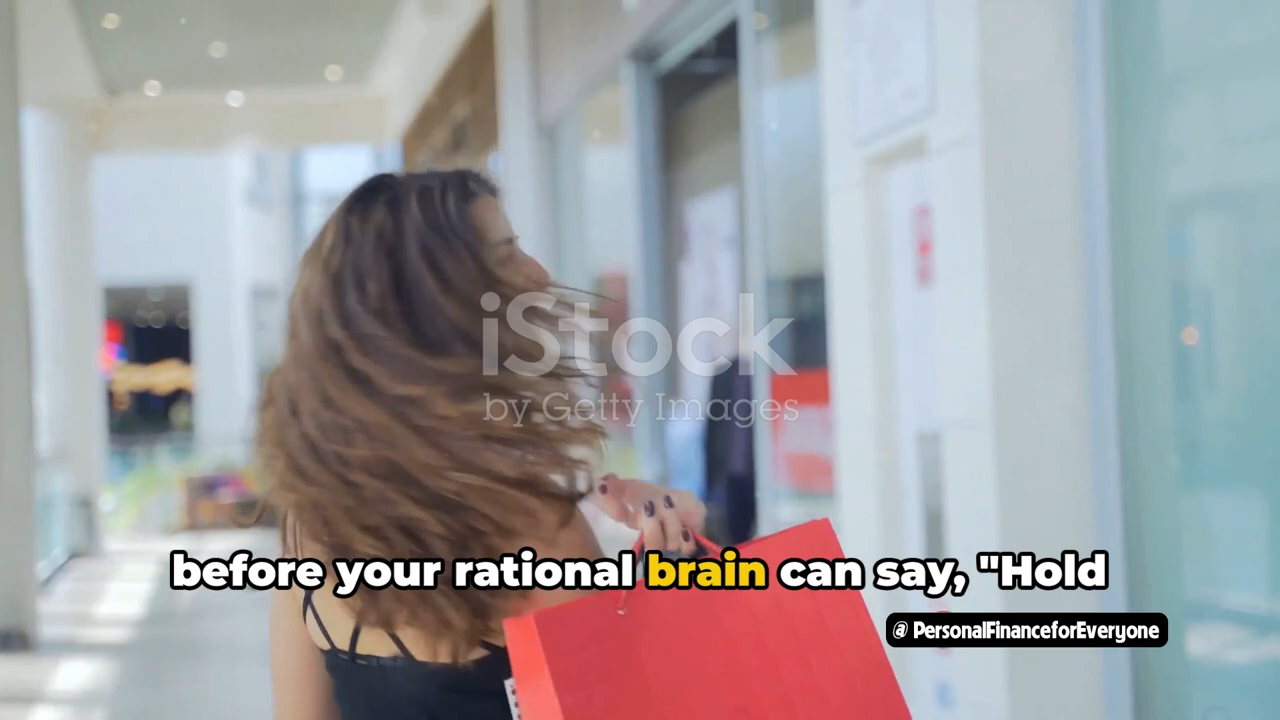 iStock
by Getty Images
before your rational brain can say, "Hold
@ PersonalFinanceforEveryone